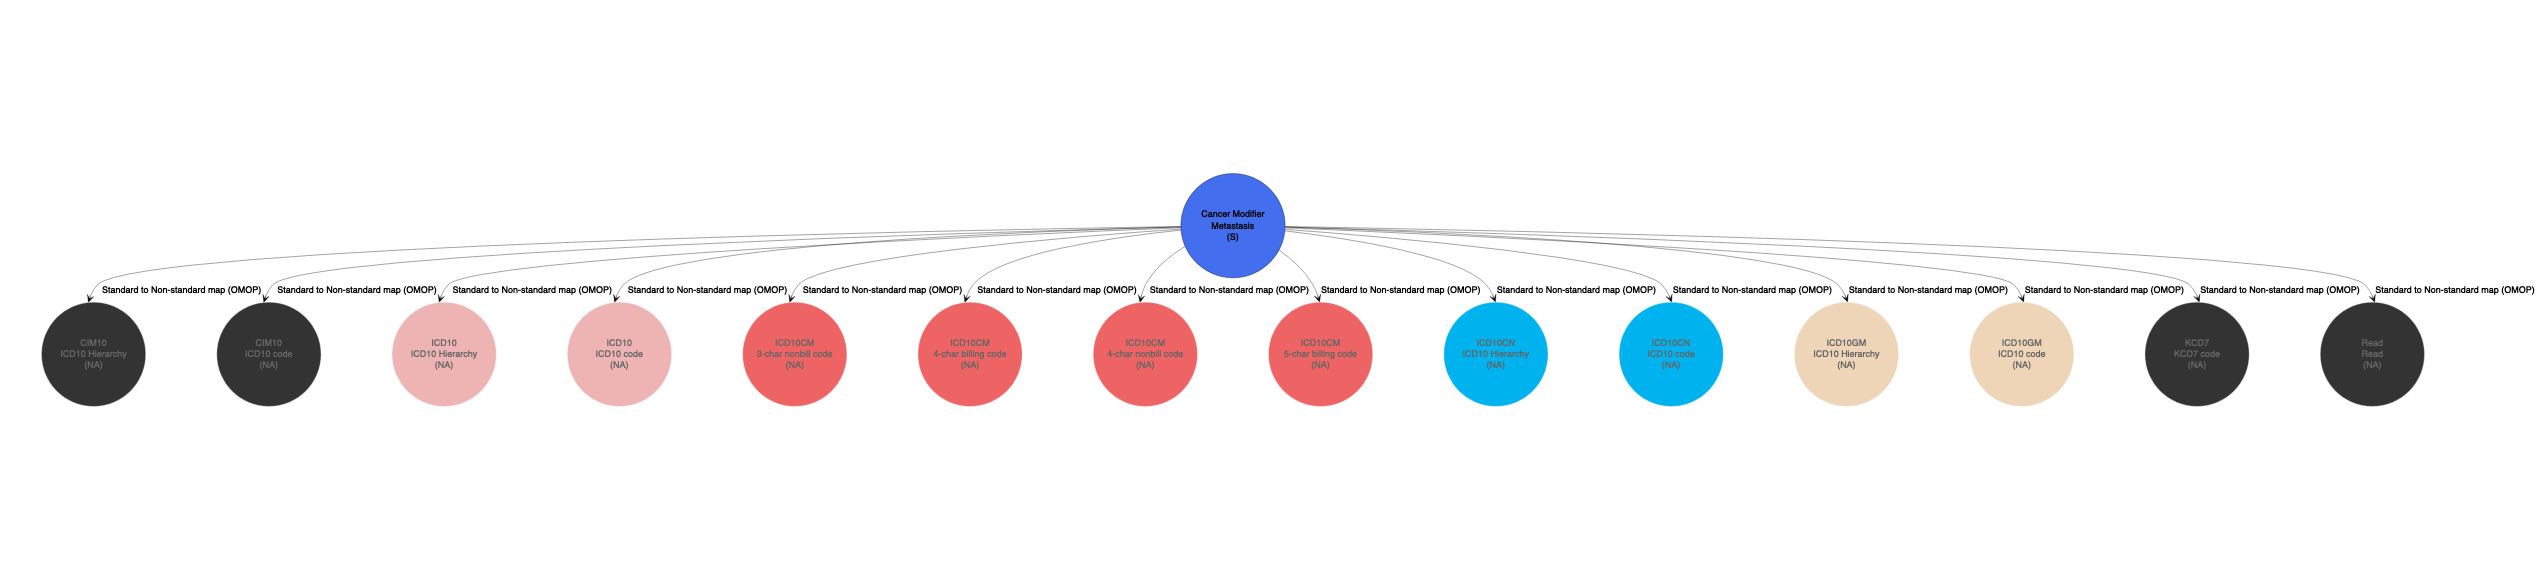 Cancer Modifier
Metastasis
(S)
Standard to Non-standard map (OMOP)
Standard to Non-standard map (OMOP)
Standard to Non-standard map (OMOP)
Standard to Non-standard map (OMOP)
Standard to Non-standard map (OMOP)
Standard to Non-standard map (OMOP)
Standard to Non-standard map (OMOP)
Standard to Non-standard map (OMOP)
Standard to Non-standard map (OMOP)
Standard to Non-standard map (OMOP)
Standard to Non-standard map (OMOP)
Standard to Non-standard map (OMOP)
Standard to Non-standard map (OMOP)
Standard to Non-standard map (OMOP)
CIM10
ICD10 Hierarchy
(NA)
CIM10
ICD10 code
(NA)
ICD10
ICD10 Hierarchy
(NA)
ICD10
ICD10 code
(NA)
ICD10CM
3-char nonbill code
(NA)
ICD10CM
4-char billing code
(NA)
ICD10CM
4-char nonbill code
(NA)
ICD10CM
5-char billing code
(NA)
ICD10CN
ICD10 Hierarchy
(NA)
ICD10CN
ICD10 code
(NA)
ICD10GM
ICD10 Hierarchy
(NA)
ICD10GM
ICD10 code
(NA)
KCD7
KCD7 code
(NA)
Read
Read
(NA)